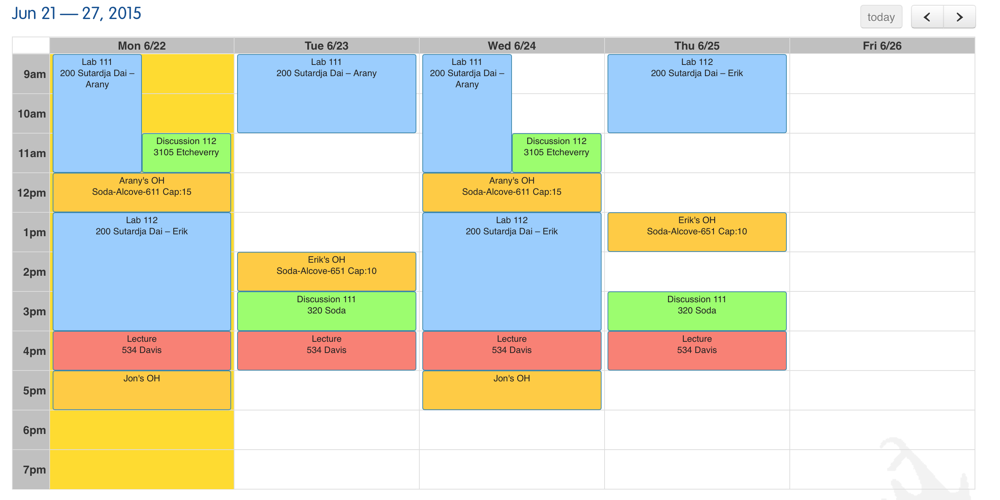 Jun 21 — 27, 2015
today
Mon 6/22
Tue 6/23
Wed 6/24
Thu 6/25
Fri 6/26
9am
10am
11am
12pm
1pm
2pm
3pm
4pm
5pm
6pm
7pm
Lab 111
200 Sutardja Dai –
Arany
Discussion 112
3105 Etcheverry
Arany's OH
Soda-Alcove-611 Cap:15
Lab 112
200 Sutardja Dai – Erik
Lecture
534 Davis
Jon's OH
Lab 111
200 Sutardja Dai – Arany
Erik's OH
Soda-Alcove-651 Cap:10
Discussion 111
320 Soda
Lecture
534 Davis
Lab 111
200 Sutardja Dai –
Arany
Discussion 112
3105 Etcheverry
Arany's OH
Soda-Alcove-611 Cap:15
Lab 112
200 Sutardja Dai – Erik
Lecture
534 Davis
Jon's OH
Lab 112
200 Sutardja Dai – Erik
Erik's OH
Soda-Alcove-651 Cap:10
Discussion 111
320 Soda
Lecture
534 Davis